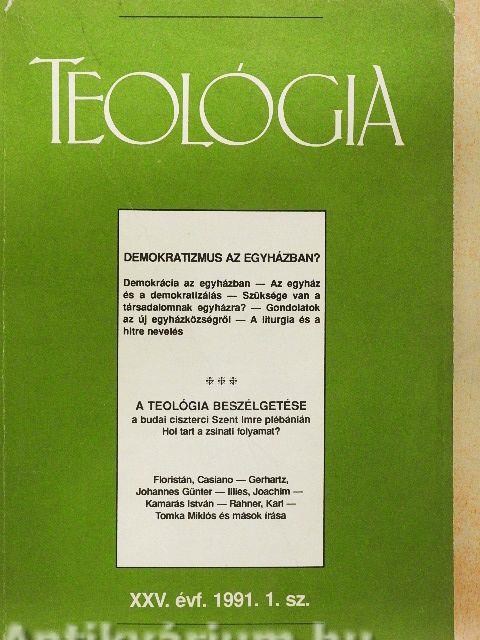 TEOLÓGIA
DEMOKRATIZMUS AZ EGYHÁZBAN?
Demokrácia az egyházban — Az egyház
és a demokratizálás — Szüksége van a
társadalomnak egyházra? — Gondolatok
az új egyházközségről — A liturgia és a
hitre nevelés
A TEOLÓGIA BESZÉLGETÉSE
a budai ciszterci Szent Imre plébánián
Hol tart a zsinati folyamat?
Floristán, Casiano — Gerhartz,
Johannes Günter — Illies, Joachim —
Kamarás István — Rahner, Karl —
Tomka Miklós és mások írása
XXV. évf. 1991. 1. sz.
Antikvárium.hu